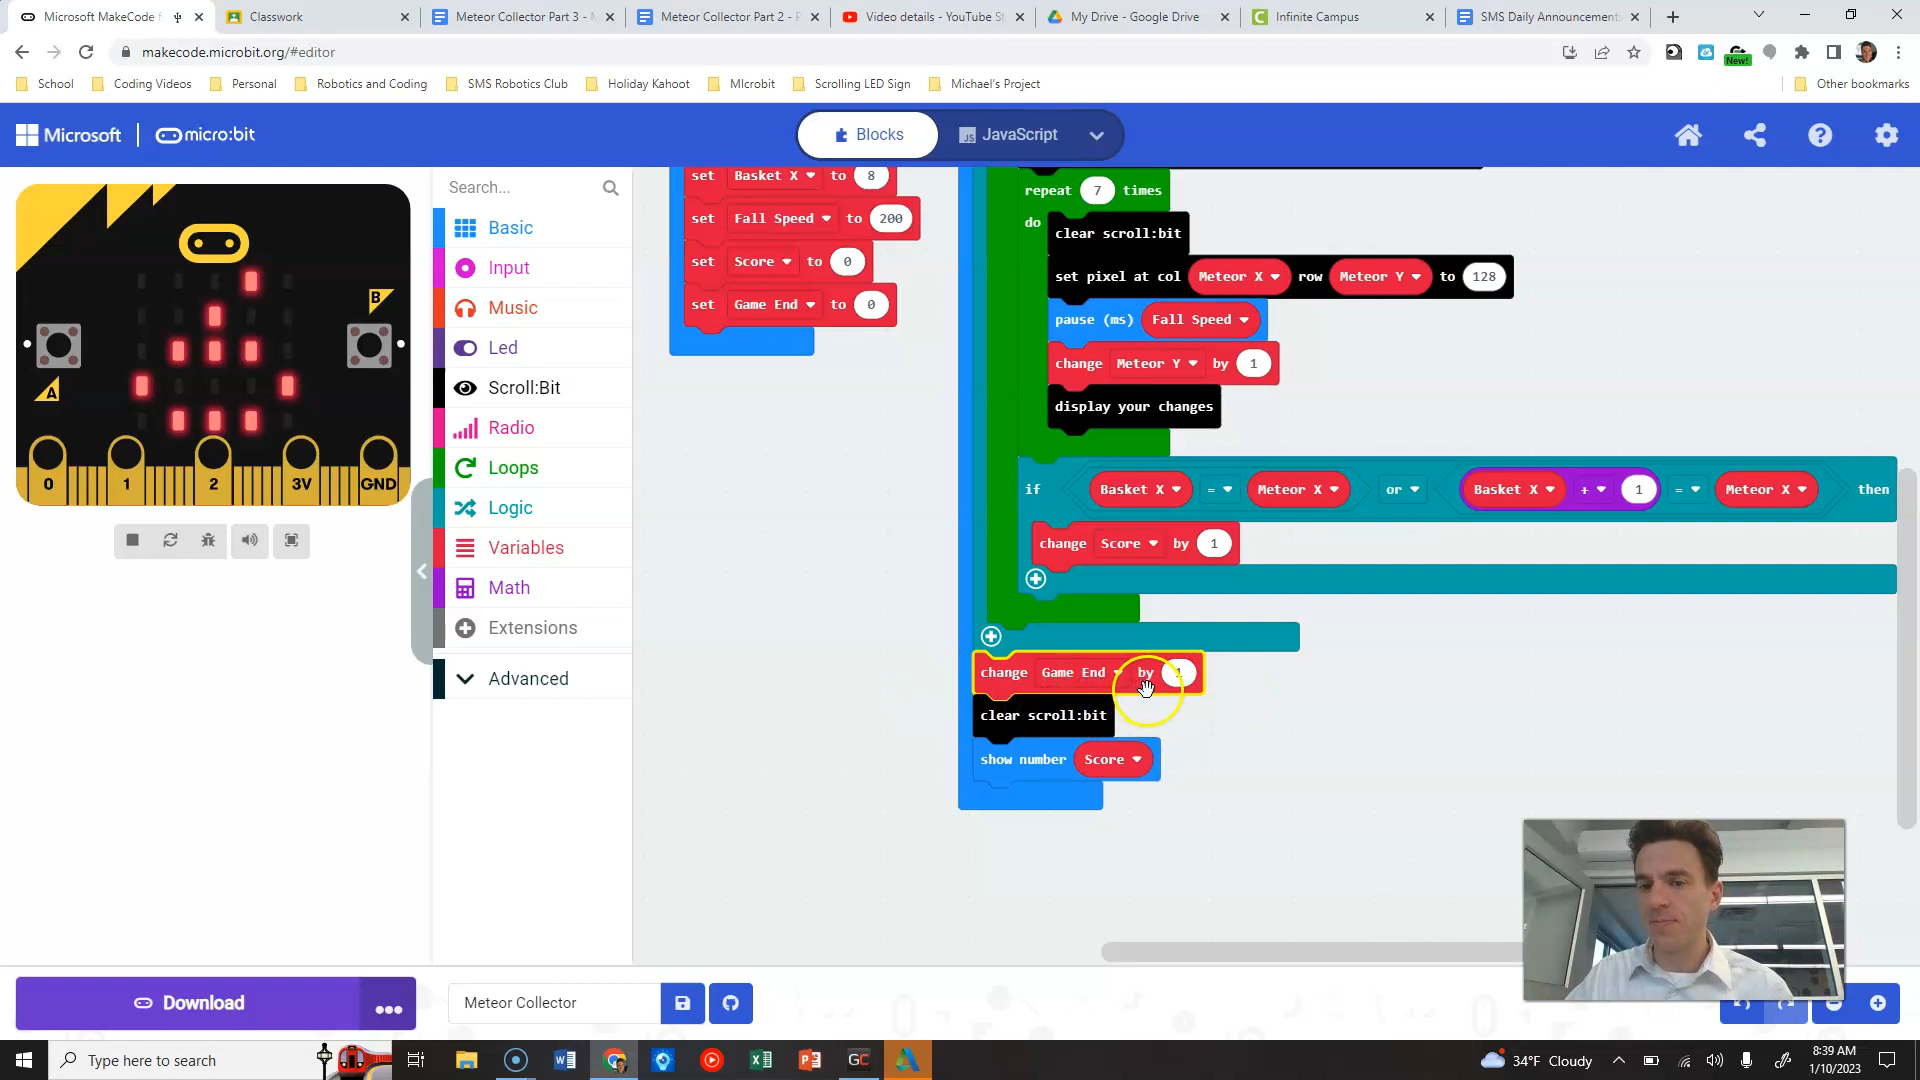 Microsoft MakeCode for
Classwork
Meteor Collector Part 3 -
Meteor Collector Part 2 -
Video details - YouTube St
My Drive - Google Drive
Infinite Campus
SMS Daily Announcement
makecode.microbit.org/#editor
New!
School
Coding Videos
Personal
Robotics and Coding
SMS Robotics Club
Holiday Kahoot
MIcrobit
Scrolling LED Sign
Michael's Project
Other bookmarks
Microsoft
micro:bit
Blocks
JS JavaScript
A
B
0 1 2 3V GND
Search...
Basic
Input
Music
Led
Scroll:Bit
Radio
Loops
Logic
Variables
Math
Extensions
Advanced
set Basket X to 8
set Fall Speed to 200
set Score to 0
set Game End to 0
repeat 7 times
do
clear scroll:bit
set pixel at col Meteor X row Meteor Y to 128
pause (ms) Fall Speed
change Meteor Y by 1
display your changes
if Basket X = Meteor X or Basket X + 1 = Meteor X then
change Score by 1
change Game End by 1
clear scroll:bit
show number Score
Download
Meteor Collector
Type here to search
GC
34°F Cloudy
8:39 AM
1/10/2023